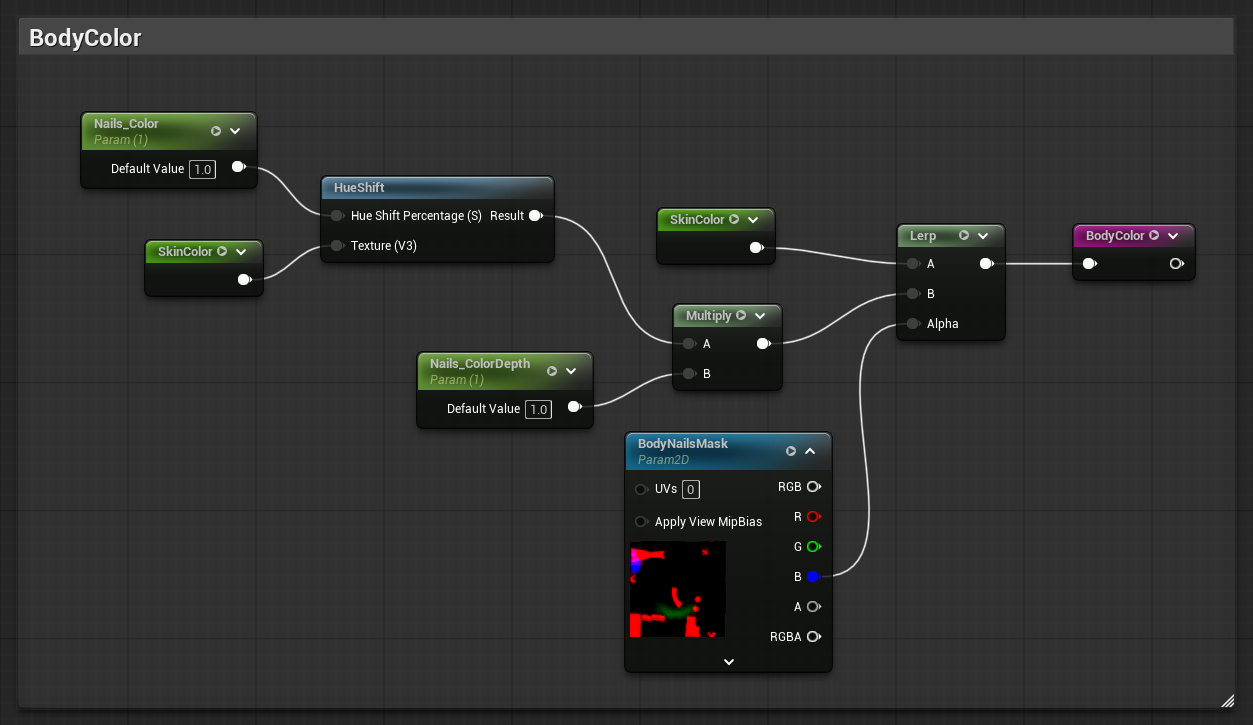 BodyColor
Nails_Color
Param (1)
Default Value 1.0
SkinColor
HueShift
Hue Shift Percentage (S) Result
Texture (V3)
SkinColor
Nails_ColorDepth
Param (1)
Default Value 1.0
Multiply
A
B
Lerp
A
B
Alpha
BodyColor
BodyNailsMask
Param2D
UVs 0 RGB
Apply View MipBias R
G
B
A
RGBA